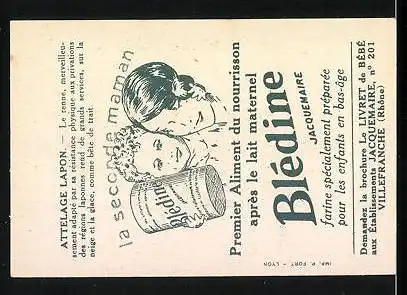 ATTELAGE LAPON. — Le renne, merveilleu-
sement adapté par sa résistance physique aux privations
des régions laponnes rend de grands services, sur la
neige et la glace, comme bête de trait.
la seconde maman
Blédine
Premier Aliment du nourrisson
après le lait maternel
Blédine
JACQUEMAIRE
farine spécialement préparée
pour les enfants en bas-âge
Demandez la brochure Le LIVRET de BÉBÉ
aux Établissements JACQUEMAIRE, n° 201
VILLEFRANCHE (Rhône)
IMP. P. FORT - LYON